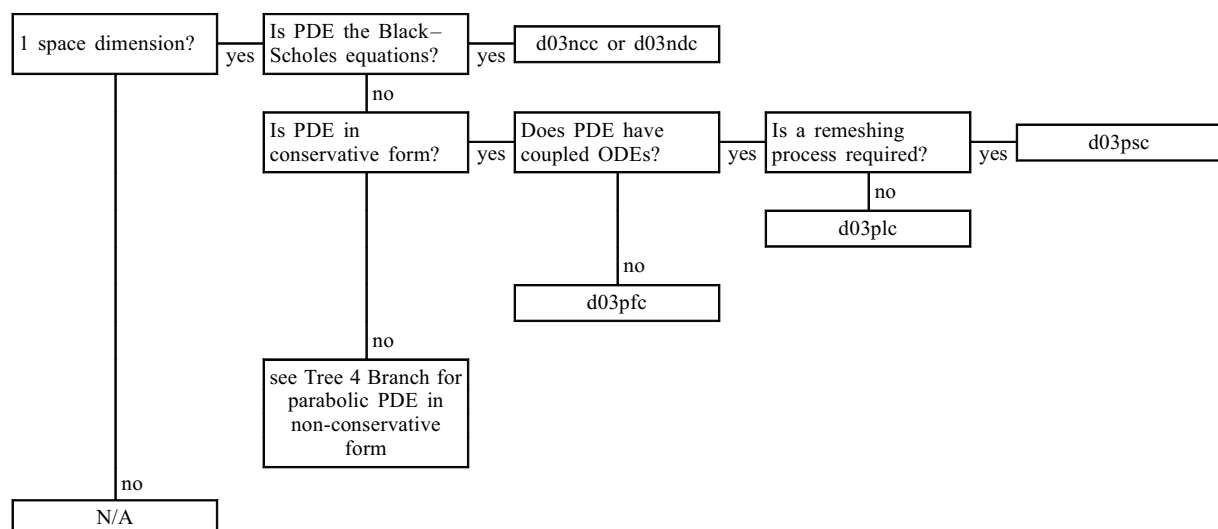 1 space dimension?
yes
Is PDE the Black–
Scholes equations?
yes
d03ncc or d03ndc
no
Is PDE in
conservative form?
yes
Does PDE have
coupled ODEs?
yes
Is a remeshing
process required?
yes
d03psc
no
d03plc
no
d03pfc
no
see Tree 4 Branch for
parabolic PDE in
non-conservative
form
no
N/A